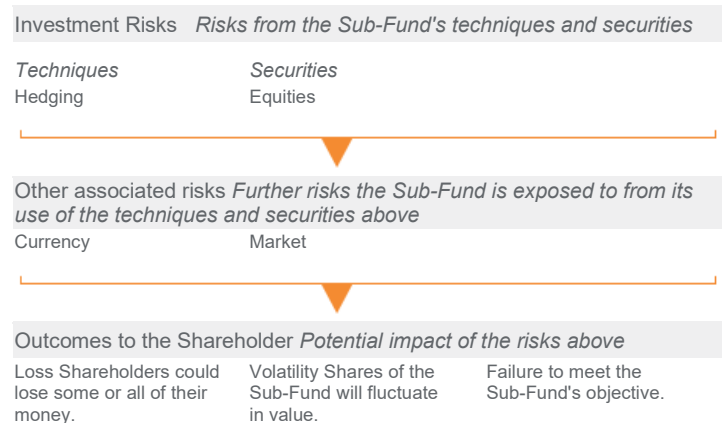 Investment Risks Risks from the Sub-Fund's techniques and securities
Techniques Securities
Hedging Equities
Other associated risks Further risks the Sub-Fund is exposed to from its
use of the techniques and securities above
Currency Market
Outcomes to the Shareholder Potential impact of the risks above
Loss Shareholders could
lose some or all of their
money.
Volatility Shares of the
Sub-Fund will fluctuate
in value.
Failure to meet the
Sub-Fund's objective.